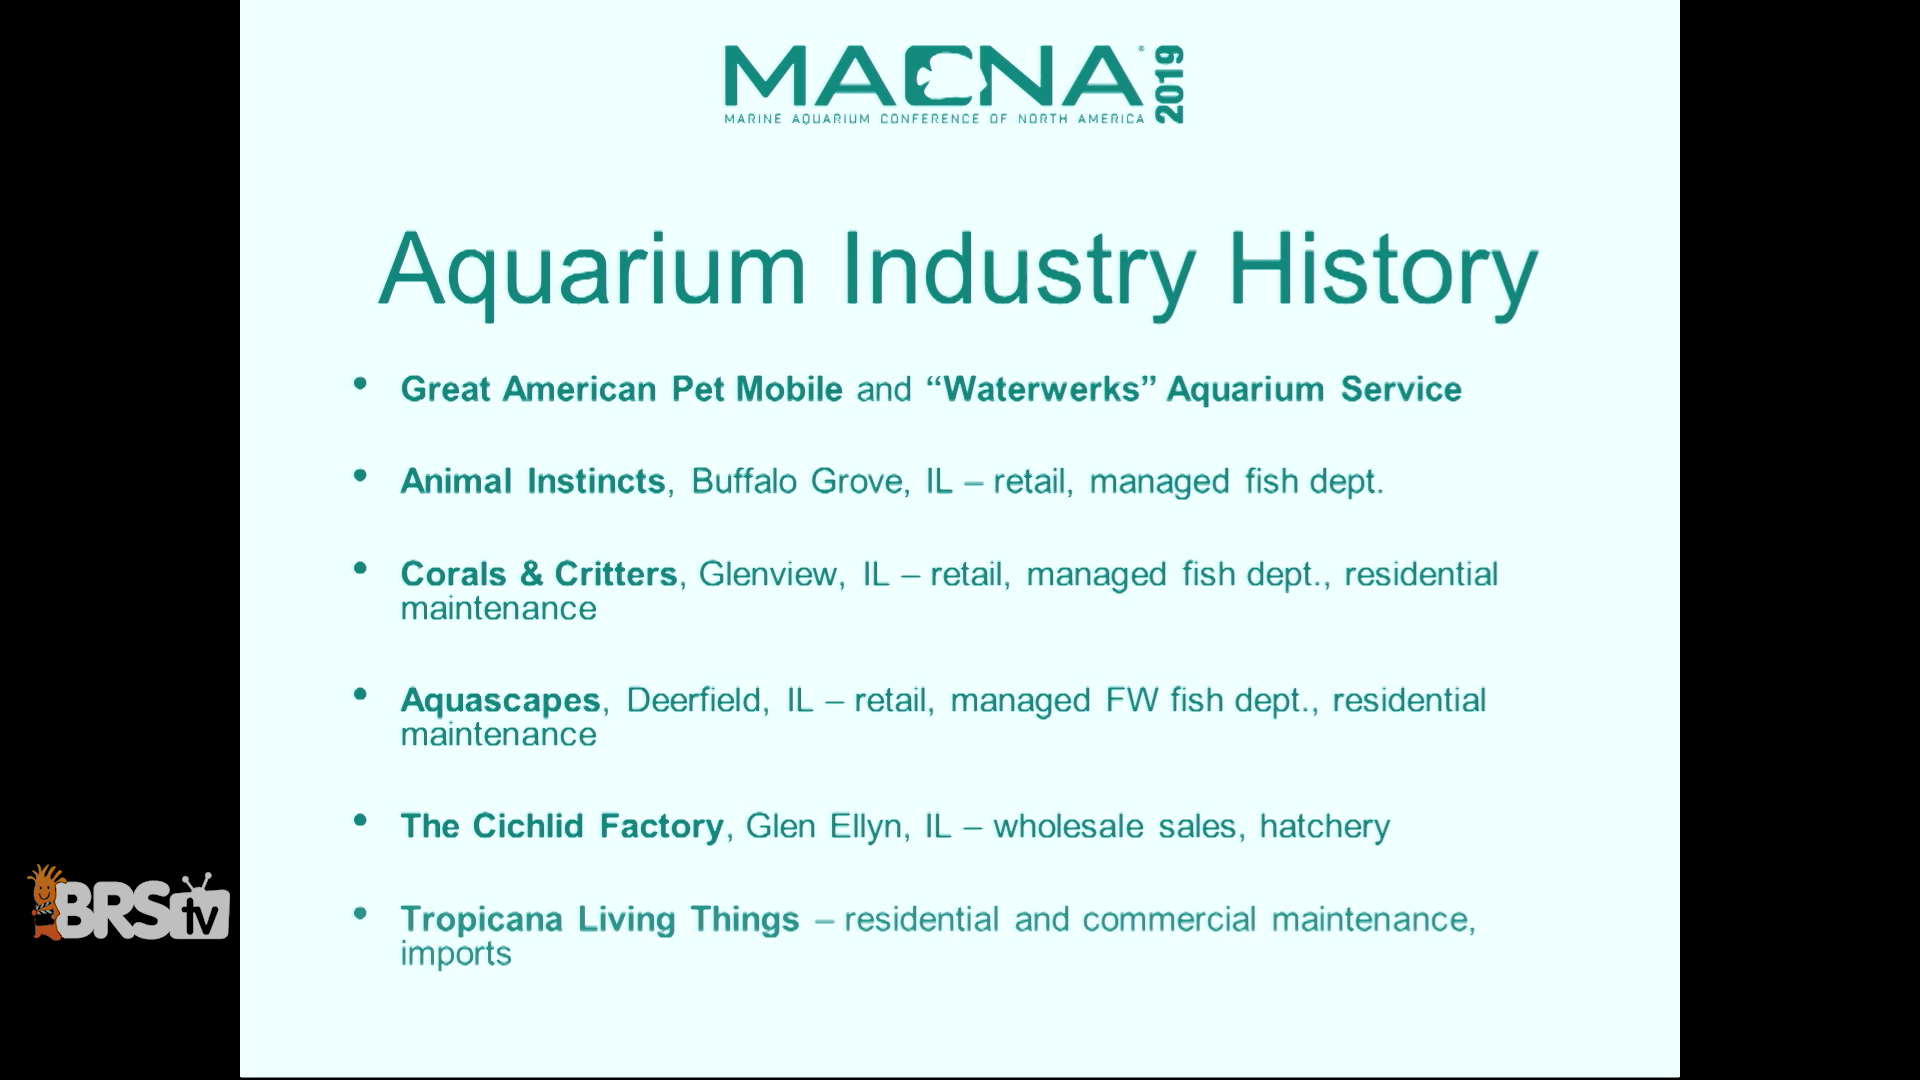 MACNA® 2019
MARINE AQUARIUM CONFERENCE OF NORTH AMERICA
Aquarium Industry History
• Great American Pet Mobile and “Waterwerks” Aquarium Service
• Animal Instincts, Buffalo Grove, IL – retail, managed fish dept.
• Corals & Critters, Glenview, IL – retail, managed fish dept., residential
maintenance
• Aquascapes, Deerfield, IL – retail, managed FW fish dept., residential
maintenance
• The Cichlid Factory, Glen Ellyn, IL – wholesale sales, hatchery
• Tropicana Living Things – residential and commercial maintenance,
imports
BRStv